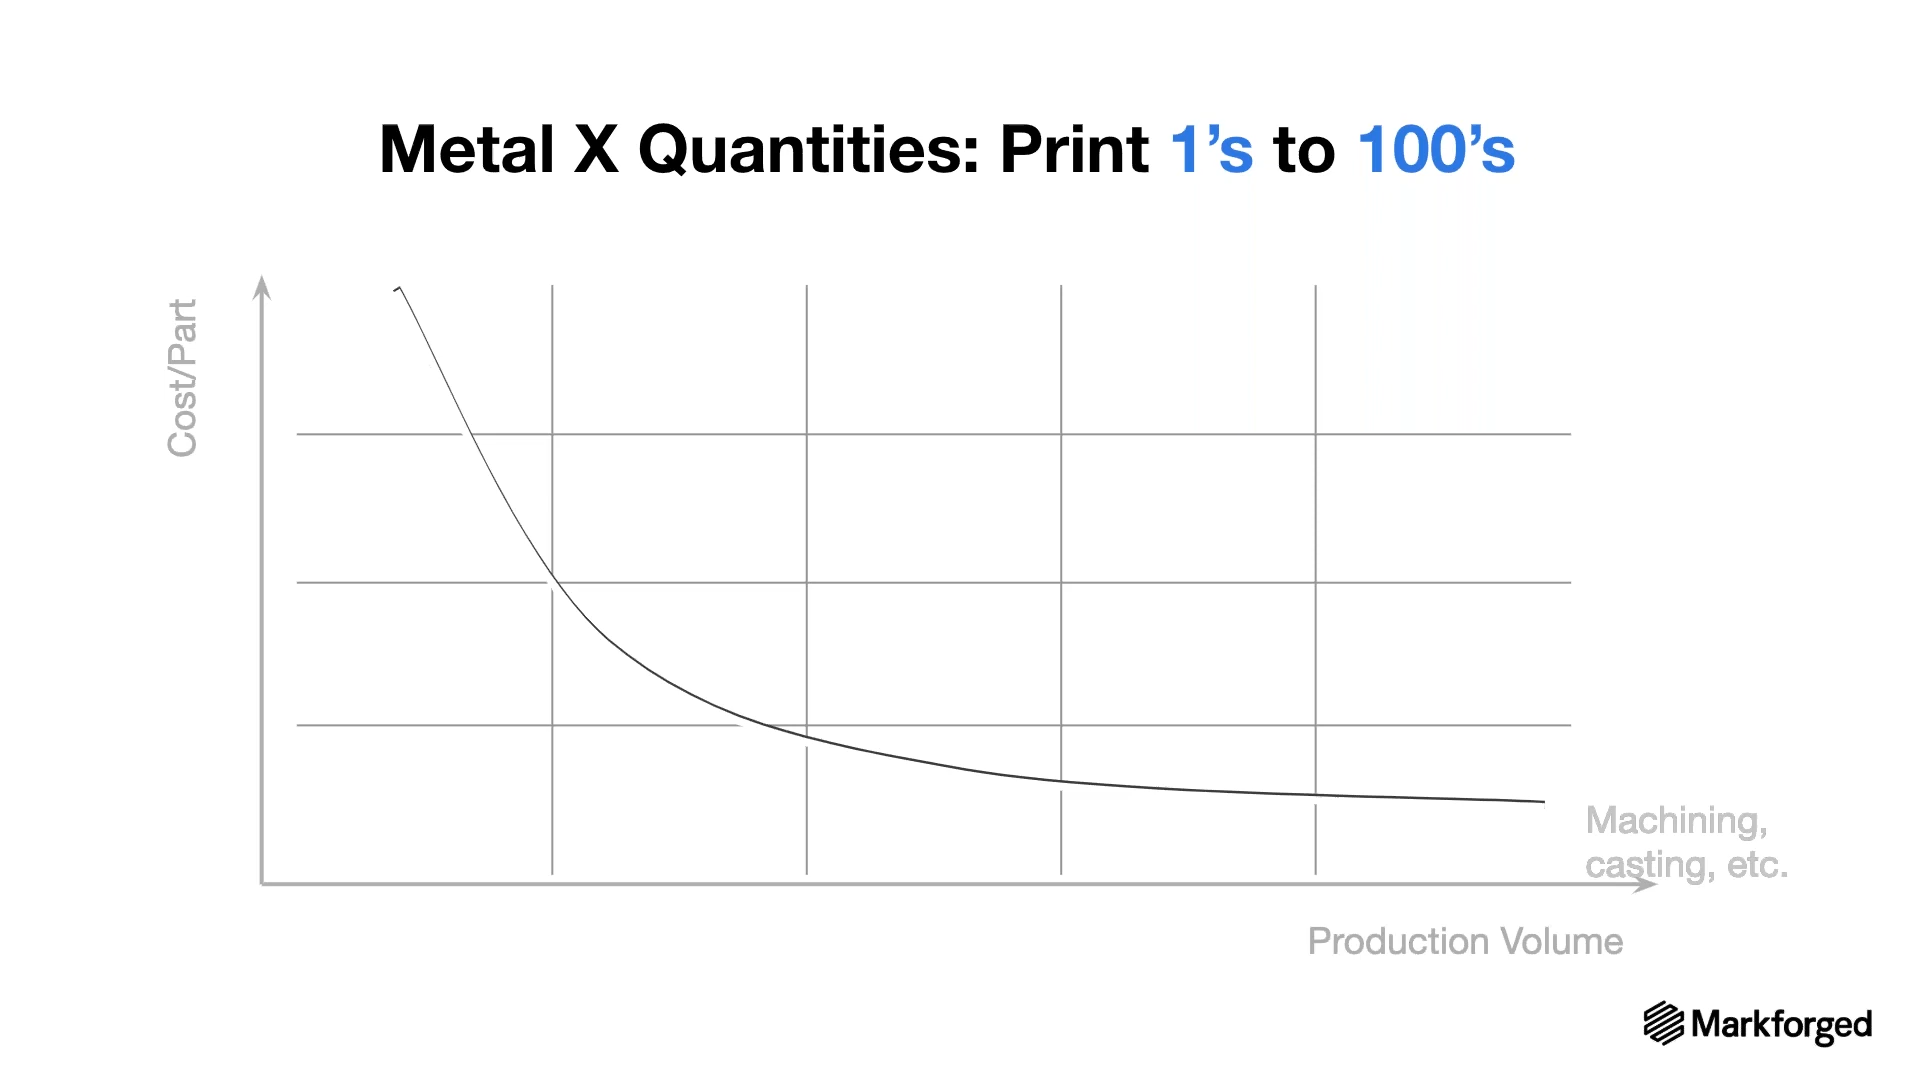 Metal X Quantities: Print 1’s to 100’s
Cost/Part
Machining,
casting, etc.
Production Volume
Markforged